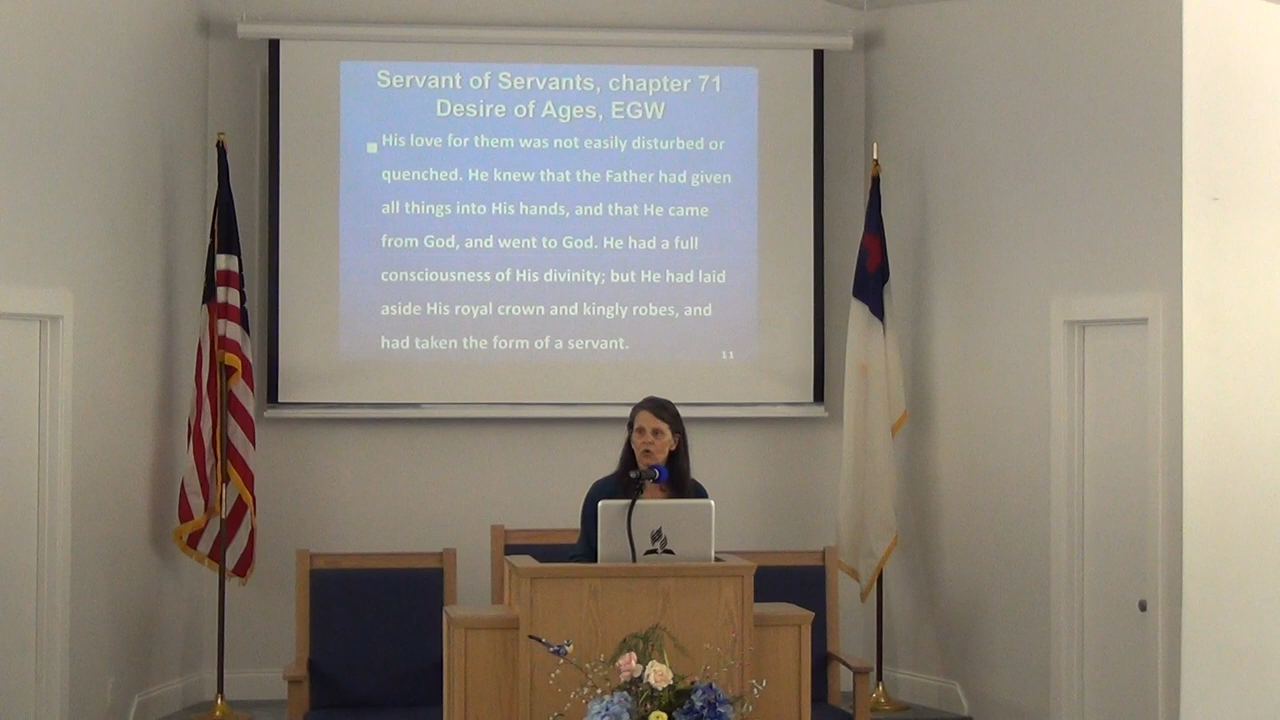 Servant of Servants, chapter 71
Desire of Ages, EGW
His love for them was not easily disturbed or
quenched. He knew that the Father had given
all things into His hands, and that He came
from God, and went to God. He had a full
consciousness of His divinity; but He had laid
aside His royal crown and kingly robes, and
had taken the form of a servant.
11